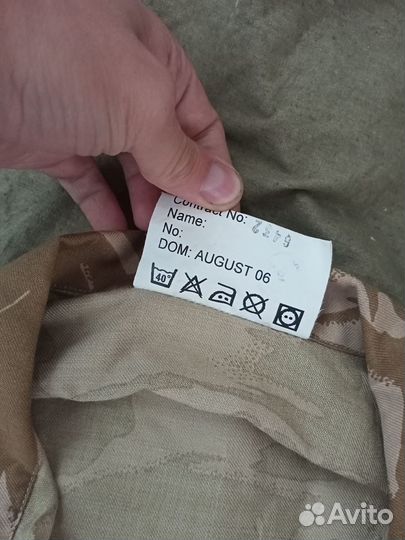 Contract No:
Name:
No:
DOM: AUGUST 06
40°
Avito